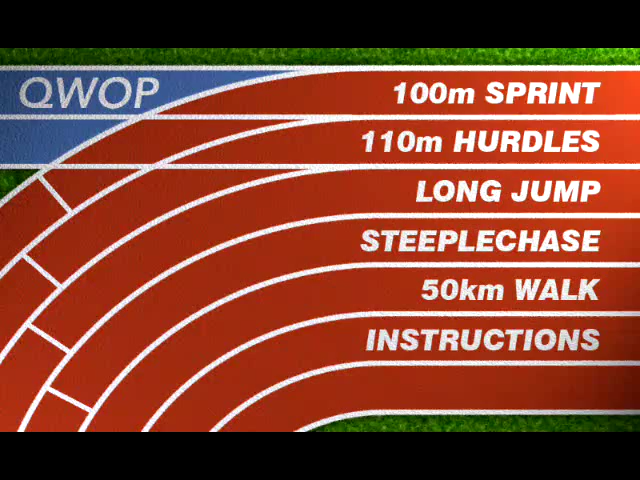 QWOP
100m SPRINT
110m HURDLES
LONG JUMP
STEEPLECHASE
50km WALK
INSTRUCTIONS